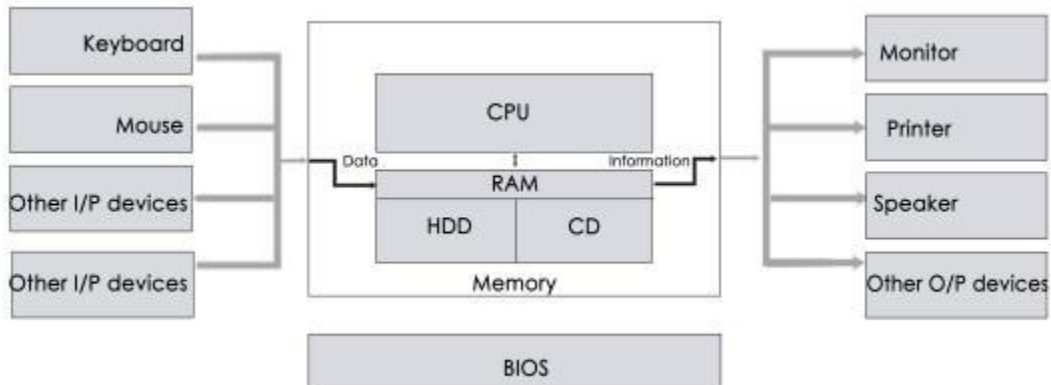 Keyboard
Mouse
Other I/P devices
Other I/P devices
CPU
Data
Information
RAM
HDD
CD
Memory
BIOS
Monitor
Printer
Speaker
Other O/P devices